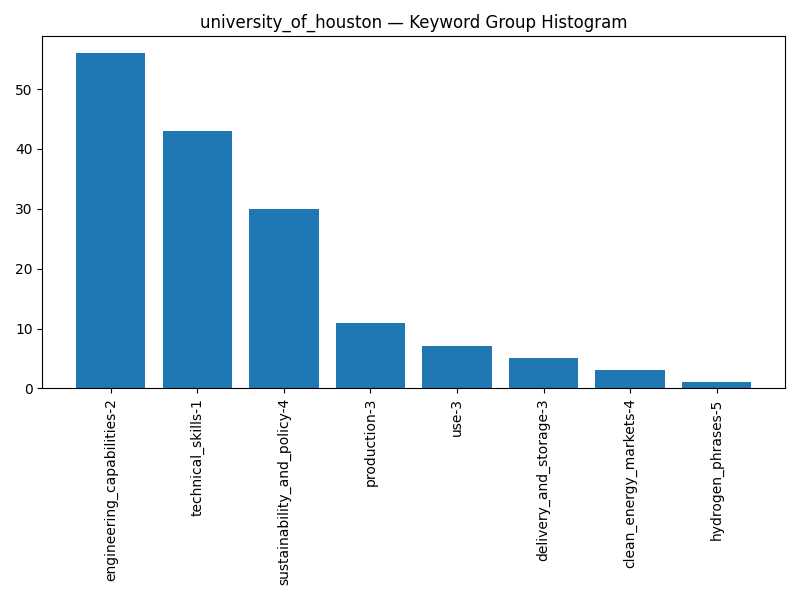 university_of_houston — Keyword Group Histogram
50
40
30
20
10
0
engineering_capabilities-2
technical_skills-1
sustainability_and_policy-4
production-3
use-3
delivery_and_storage-3
clean_energy_markets-4
hydrogen_phrases-5